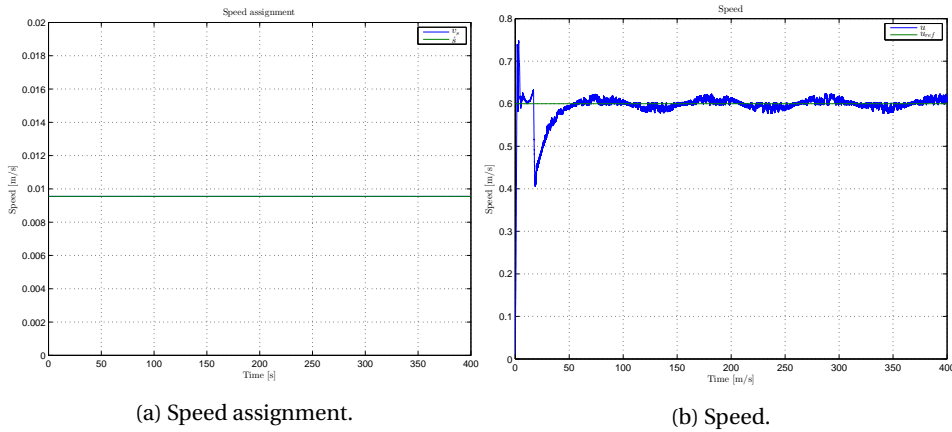 Speed assignment
Speed [m/s]
0.02
0.018
0.016
0.014
0.012
0.01
0.008
0.006
0.004
0.002
0
v_s
ṡ
0 50 100 150 200 250 300 350 400
Time [s]
(a) Speed assignment.
Speed
Speed [m/s]
0.8
0.7
0.6
0.5
0.4
0.3
0.2
0.1
0
u
u_ref
0 50 100 150 200 250 300 350 400
Time [m/s]
(b) Speed.